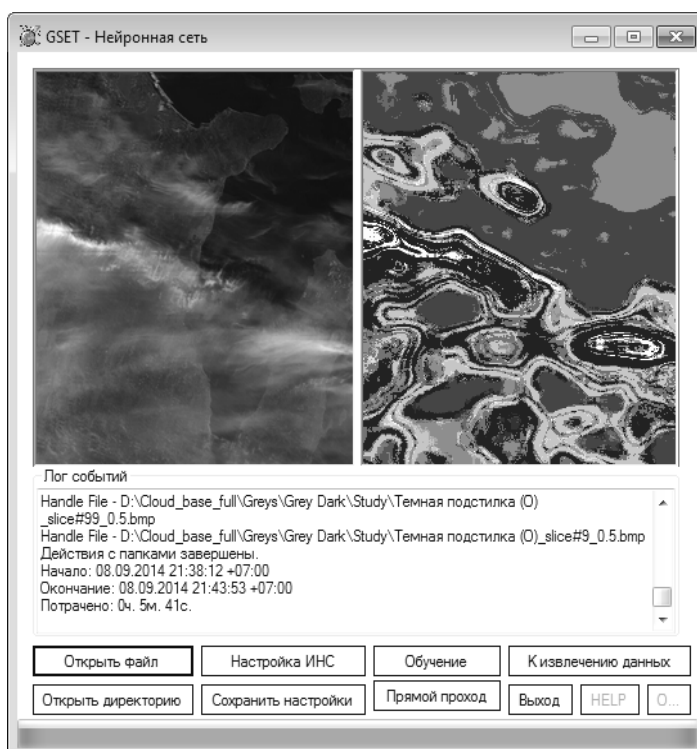 GSET - Нейронная сеть
Лог событий
Handle File - D:\Cloud_base_full\Greys\Grey Dark\Study\Темная подстилка (O)
_slice#99_0.5.bmp
Handle File - D:\Cloud_base_full\Greys\Grey Dark\Study\Темная подстилка (O)_slice#9_0.5.bmp
Действия с папками завершены.
Начало: 08.09.2014 21:38:12 +07:00
Окончание: 08.09.2014 21:43:53 +07:00
Потрачено: 0ч. 5м. 41с.
Открыть файл
Настройка ИНС
Обучение
К извлечению данных
Открыть директорию
Сохранить настройки
Прямой проход
Выход
HELP
О...